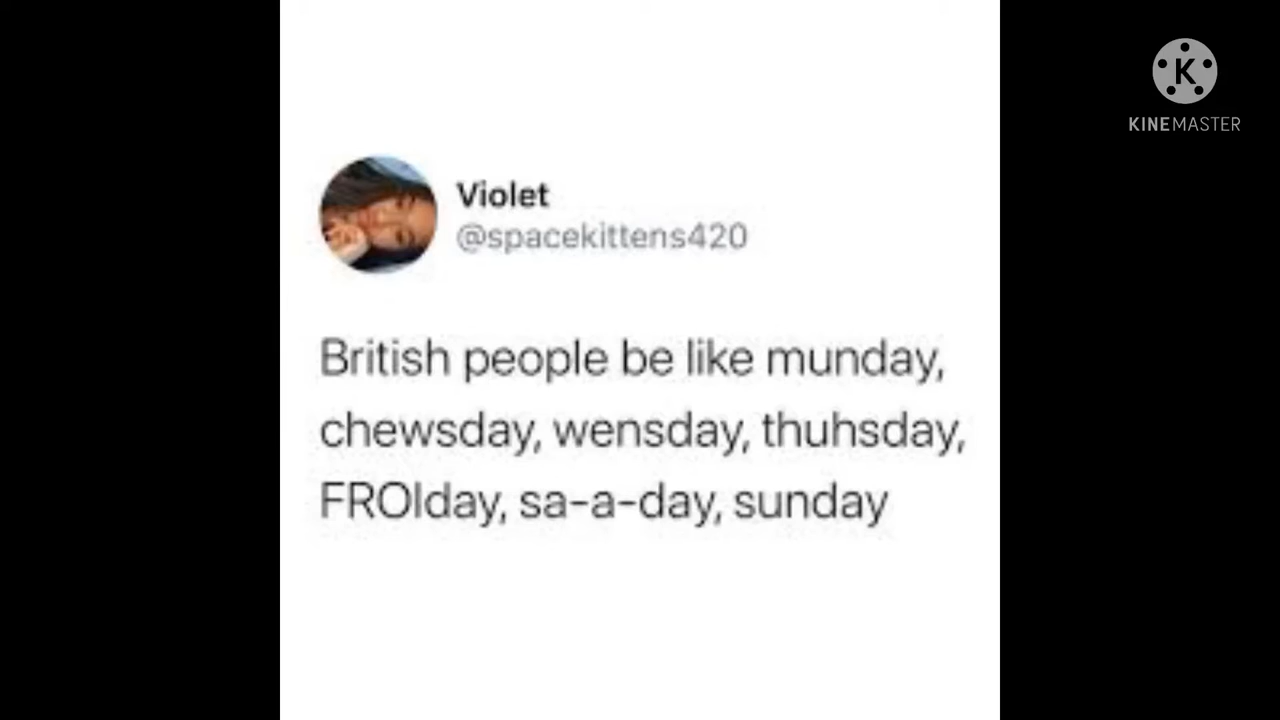 K
KINEMASTER
Violet
@spacekittens420
British people be like munday,
chewsday, wensday, thuhsday,
FROIday, sa-a-day, sunday